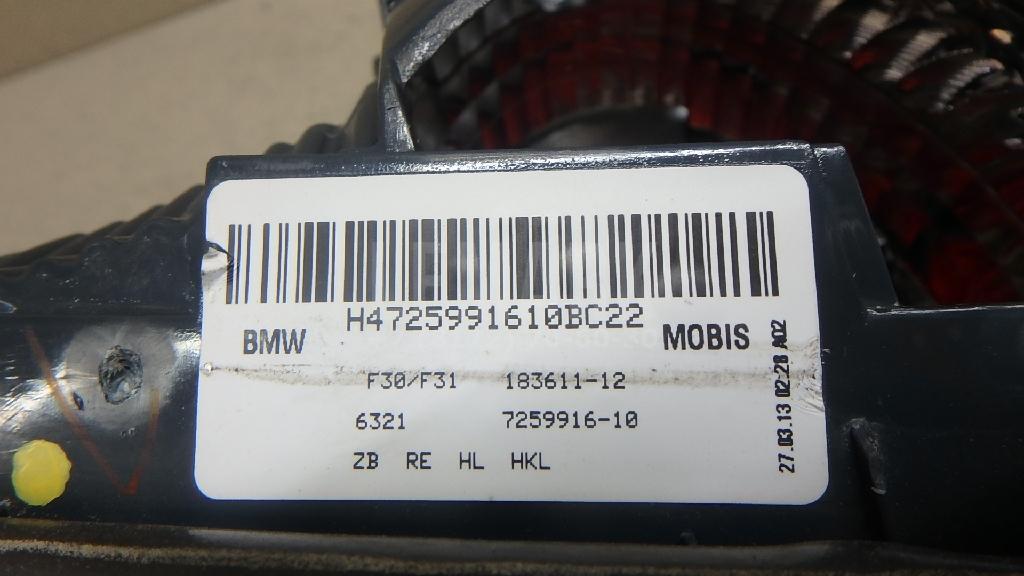 H4725991610BC22
BMW MOBIS
F30/F31 183611-12
6321 7259916-10
ZB RE HL HKL
27.03.13 02:28 A02